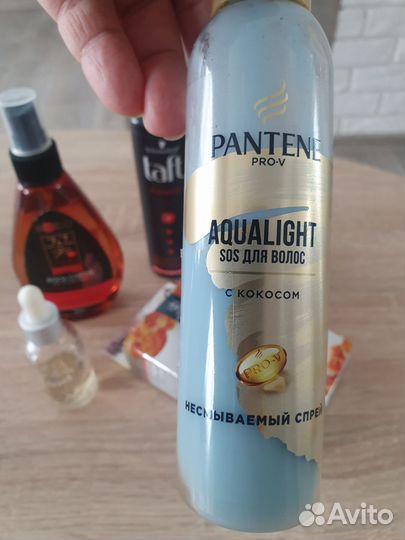 PANTENE
PRO-V
AQUALIGHT
SOS ДЛЯ ВОЛОС
С КОКОСОМ
PRO-V
НЕСМЫВАЕМЫЙ СПРЕЙ
taft
Avito